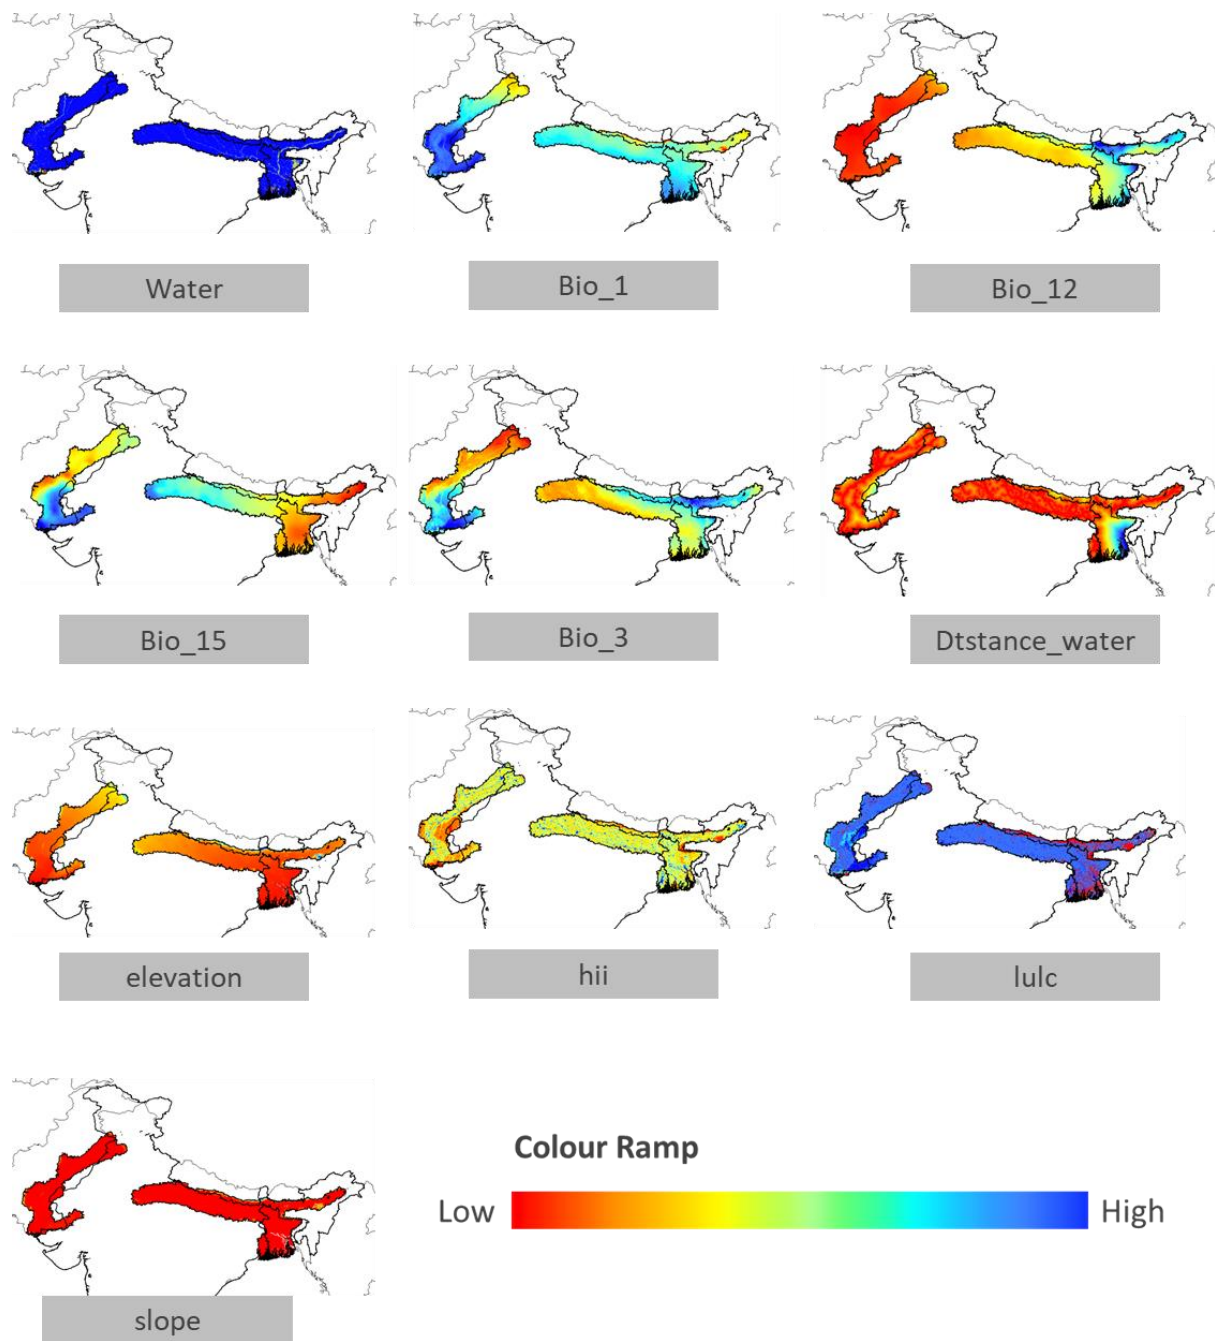 Water
Bio_1
Bio_12
Bio_15
Bio_3
Dtstance_water
elevation
hii
lulc
slope
Colour Ramp
Low
High